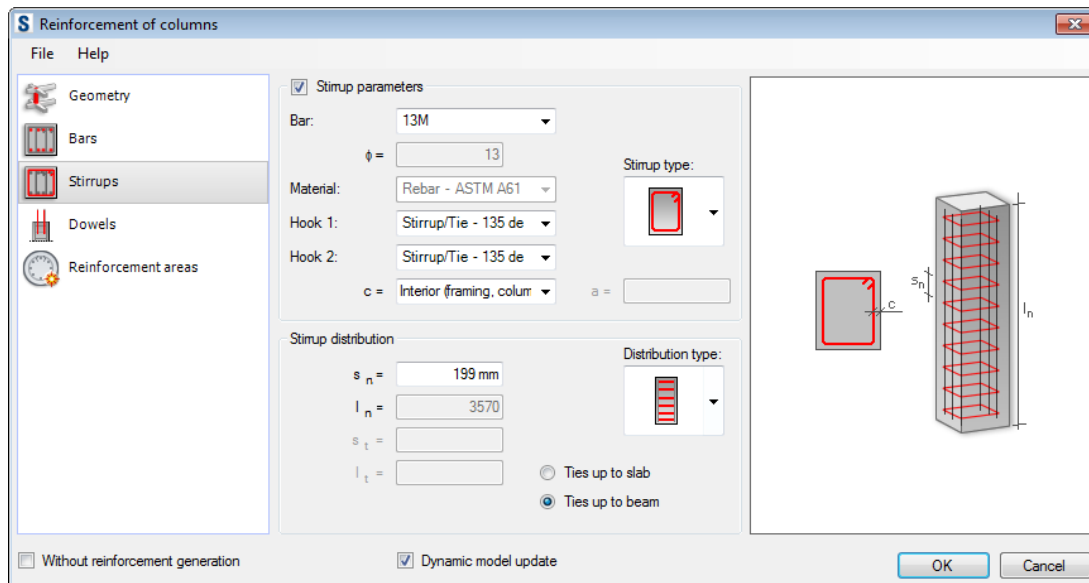 S Reinforcement of columns
File Help
Geometry
Bars
Stirrups
Dowels
Reinforcement areas
Stirrup parameters
Bar: 13M
ϕ = 13
Stirrup type:
Material: Rebar - ASTM A61
Hook 1: Stirrup/Tie - 135 de
Hook 2: Stirrup/Tie - 135 de
c = Interior (framing, colum a =
Stirrup distribution
Distribution type:
s n = 199 mm
l n = 3570
s t =
l t =
Ties up to slab
Ties up to beam
sn
c
ln
Without reinforcement generation Dynamic model update OK Cancel